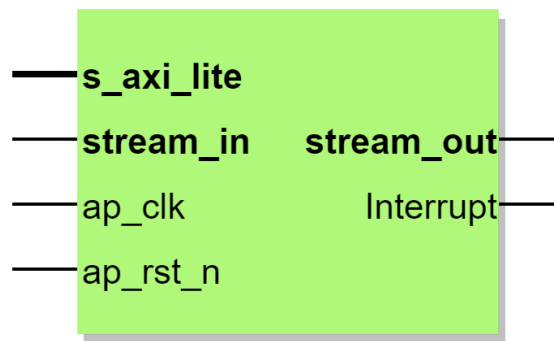 s_axi_lite
stream_in stream_out
ap_clk Interrupt
ap_rst_n